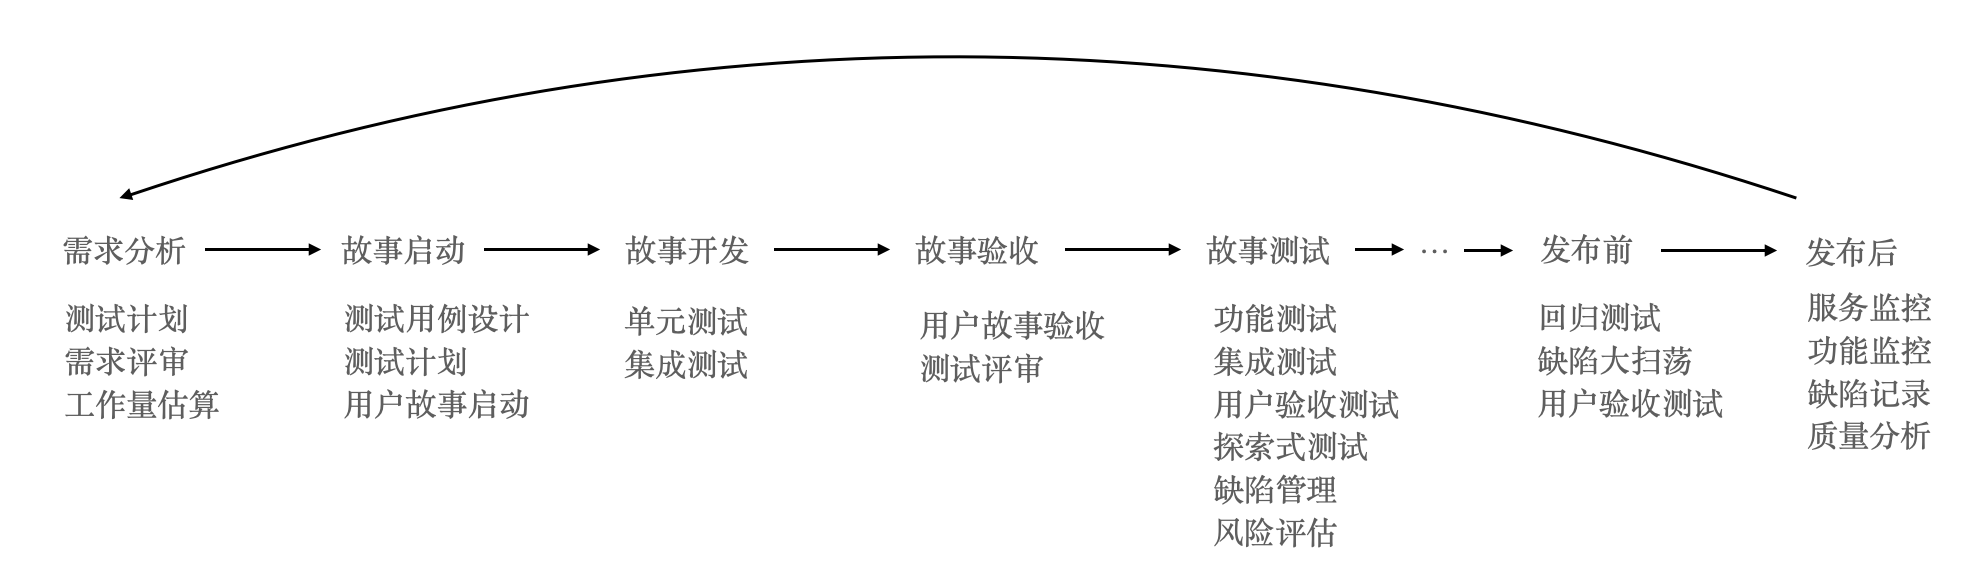 需求分析
测试计划
需求评审
工作量估算
故事启动
测试用例设计
测试计划
用户故事启动
故事开发
单元测试
集成测试
故事验收
用户故事验收
测试评审
故事测试
功能测试
集成测试
用户验收测试
探索式测试
缺陷管理
风险评估
…
发布前
回归测试
缺陷大扫荡
用户验收测试
发布后
服务监控
功能监控
缺陷记录
质量分析